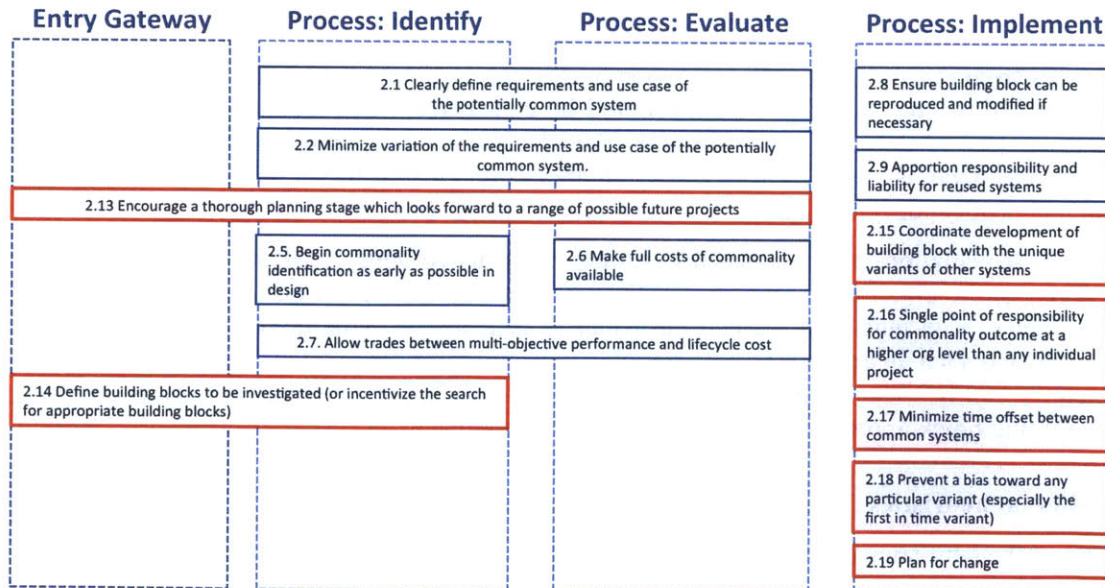 Entry Gateway
Process: Identify
Process: Evaluate
Process: Implement
2.1 Clearly define requirements and use case of
the potentially common system
2.2 Minimize variation of the requirements and use case of the potentially
common system.
2.13 Encourage a thorough planning stage which looks forward to a range of possible future projects
2.5. Begin commonality
identification as early as possible in
design
2.6 Make full costs of commonality
available
2.7. Allow trades between multi-objective performance and lifecycle cost
2.14 Define building blocks to be investigated (or incentivize the search
for appropriate building blocks)
2.8 Ensure building block can be
reproduced and modified if
necessary
2.9 Apportion responsibility and
liability for reused systems
2.15 Coordinate development of
building block with the unique
variants of other systems
2.16 Single point of responsibility
for commonality outcome at a
higher org level than any individual
project
2.17 Minimize time offset between
common systems
2.18 Prevent a bias toward any
particular variant (especially the
first in time variant)
2.19 Plan for change